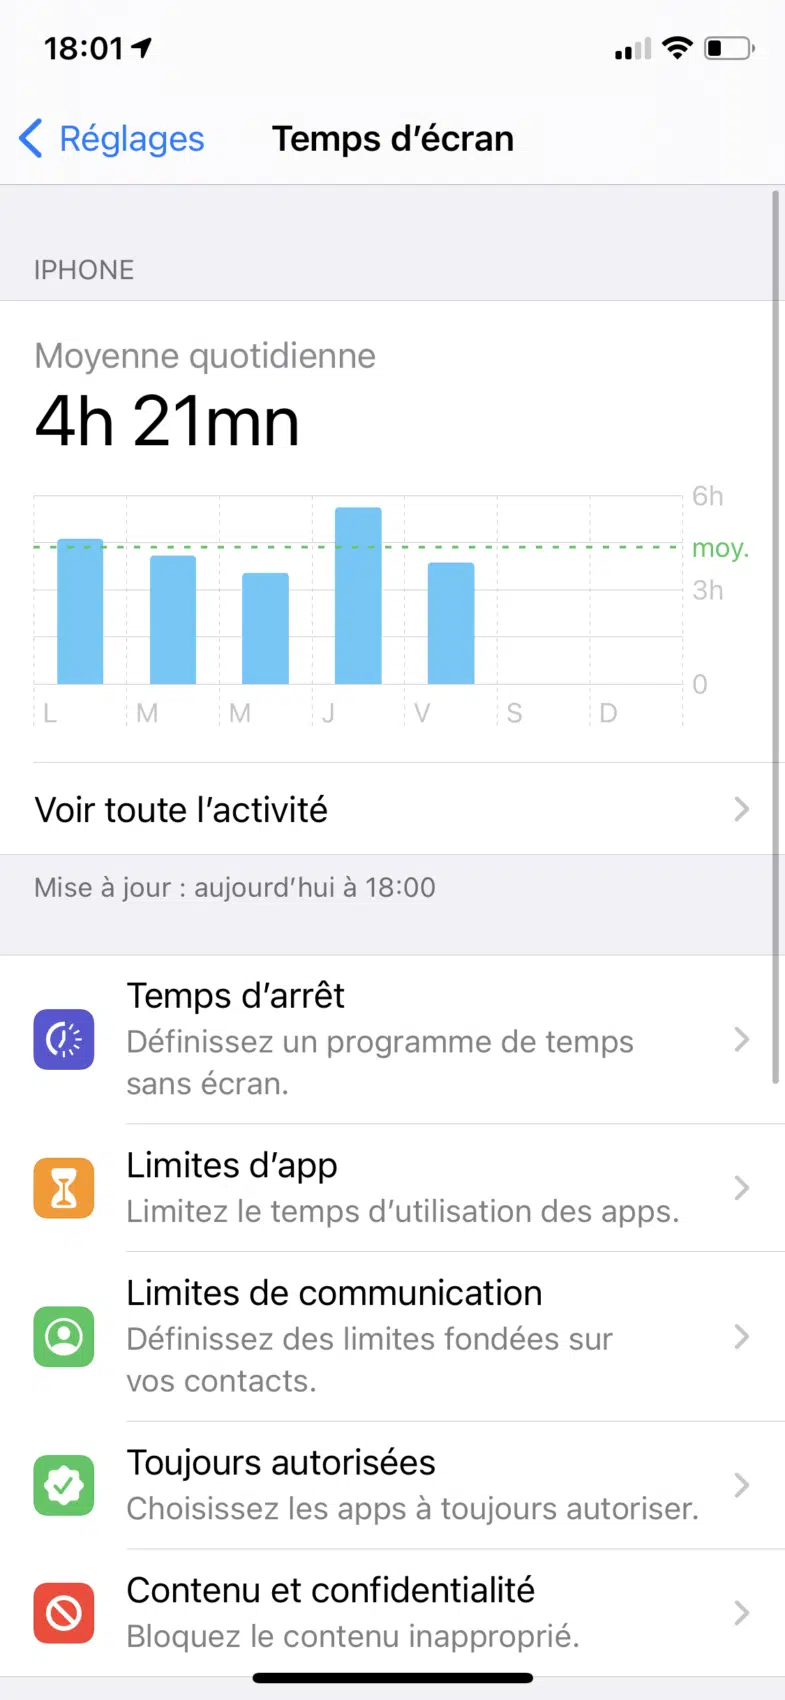 18:01
Réglages
Temps d’écran
IPHONE
Moyenne quotidienne
4h 21mn
6h
moy.
3h
0
L M M J V S D
Voir toute l’activité
Mise à jour : aujourd’hui à 18:00
Temps d’arrêt
Définissez un programme de temps
sans écran.
Limites d’app
Limitez le temps d’utilisation des apps.
Limites de communication
Définissez des limites fondées sur
vos contacts.
Toujours autorisées
Choisissez les apps à toujours autoriser.
Contenu et confidentialité
Bloquez le contenu inapproprié.